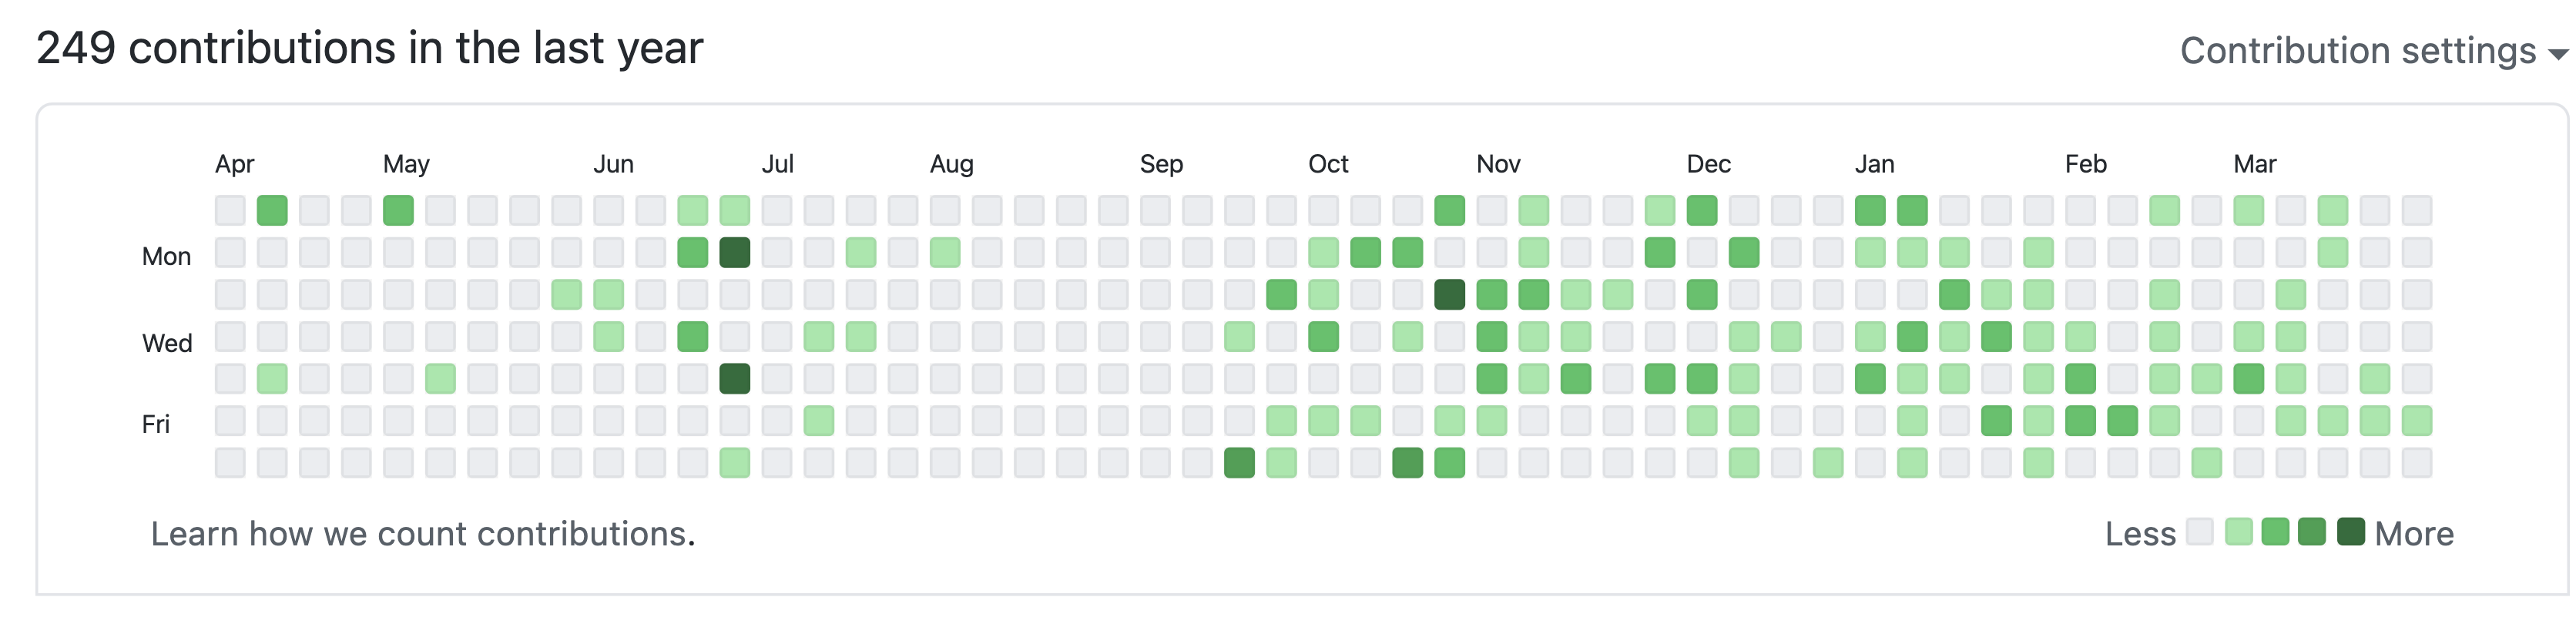 249 contributions in the last year
Contribution settings
Apr May Jun Jul Aug Sep Oct Nov Dec Jan Feb Mar
Mon
Wed
Fri
Learn how we count contributions.
Less More